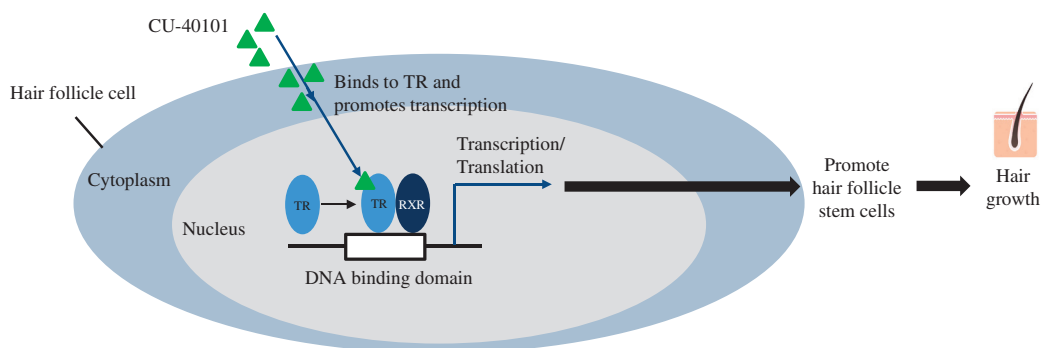 CU-40101
Hair follicle cell
Binds to TR and
promotes transcription
Cytoplasm
Transcription/
Translation
TR
TR
RXR
Nucleus
DNA binding domain
Promote
hair follicle
stem cells
Hair
growth